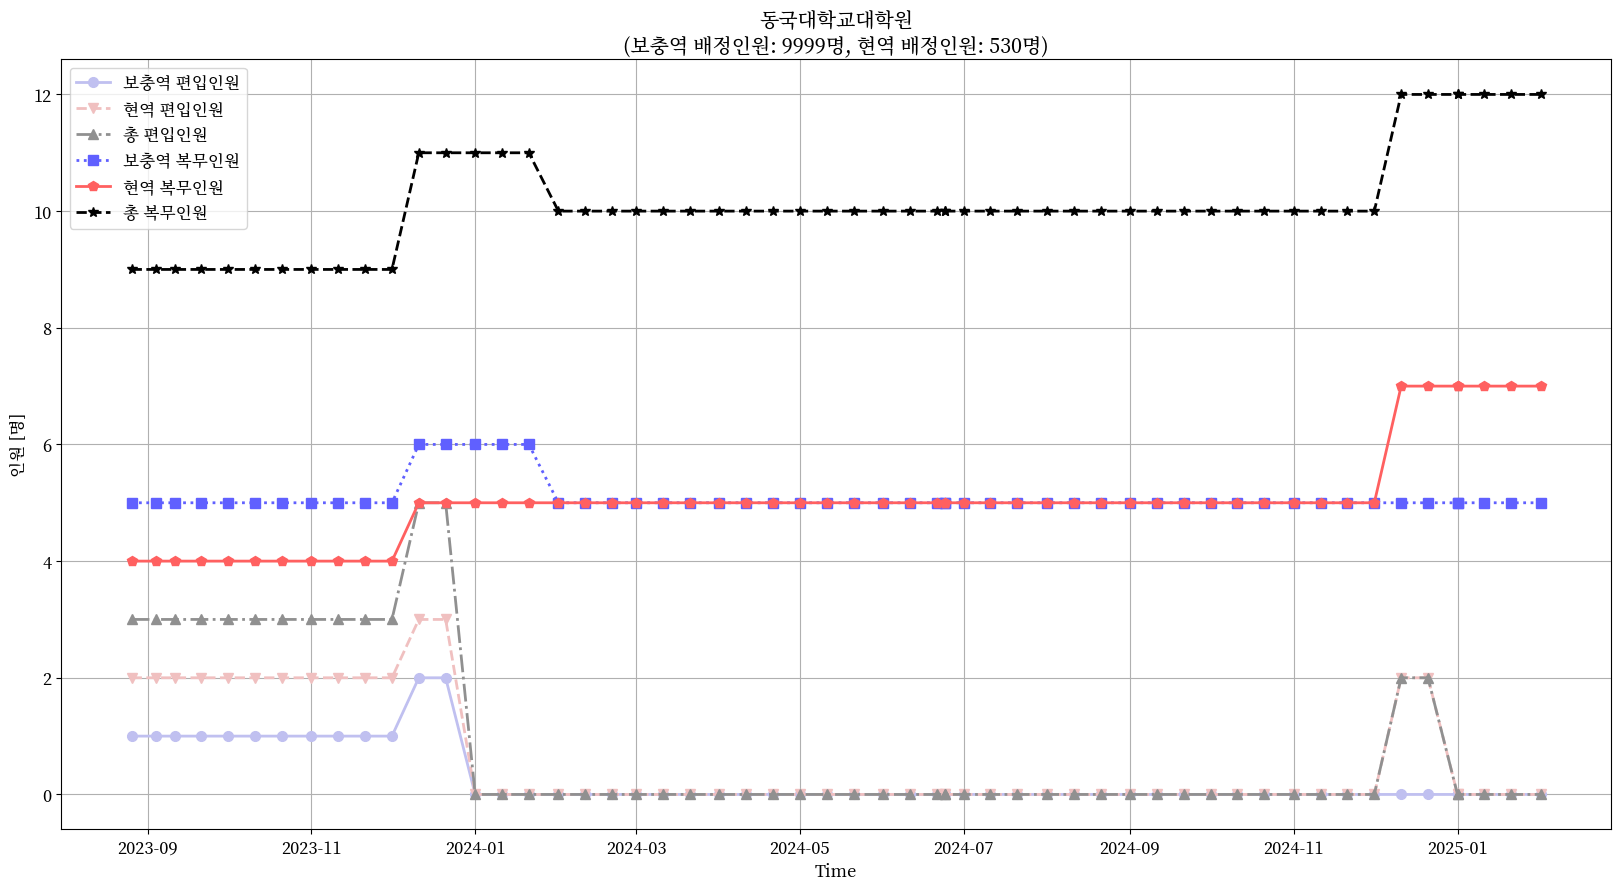 동국대학교대학원
(보충역 배정인원: 9999명, 현역 배정인원: 530명)
보충역 편입인원
현역 편입인원
총 편입인원
보충역 복무인원
현역 복무인원
총 복무인원
12
10
8
6
4
2
0
인원 [명]
2023-09 2023-11 2024-01 2024-03 2024-05 2024-07 2024-09 2024-11 2025-01
Time